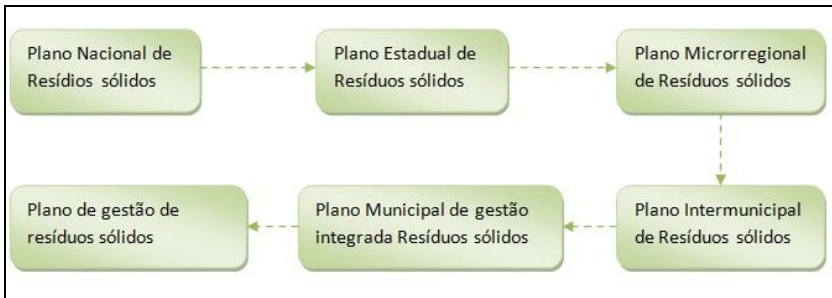 Plano Nacional de
Resídios sólidos
Plano Estadual de
Resíduos sólidos
Plano Microrregional
de Resíduos sólidos
Plano Intermunicipal
de Resíduos sólidos
Plano Municipal de gestão
integrada Resíduos sólidos
Plano de gestão de
resíduos sólidos